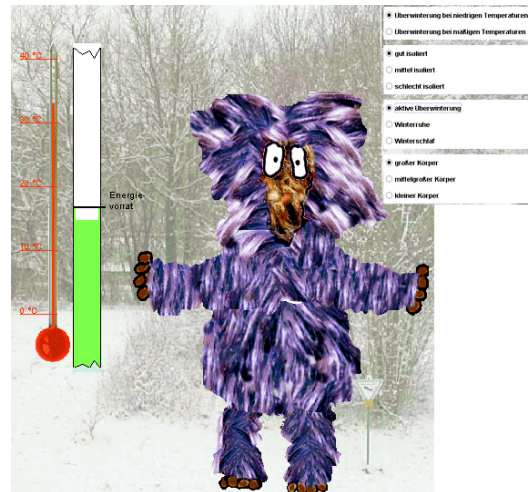 40 °C
30 °C
20 °C
10 °C
0 °C
Energie-
vorrat
Überwinterung bei niedrigen Temperaturen
Überwinterung bei mäßigen Temperaturen
gut isoliert
mittel isoliert
schlecht isoliert
aktive Überwinterung
Winterruhe
Winterschlaf
großer Körper
mittelgroßer Körper
kleiner Körper